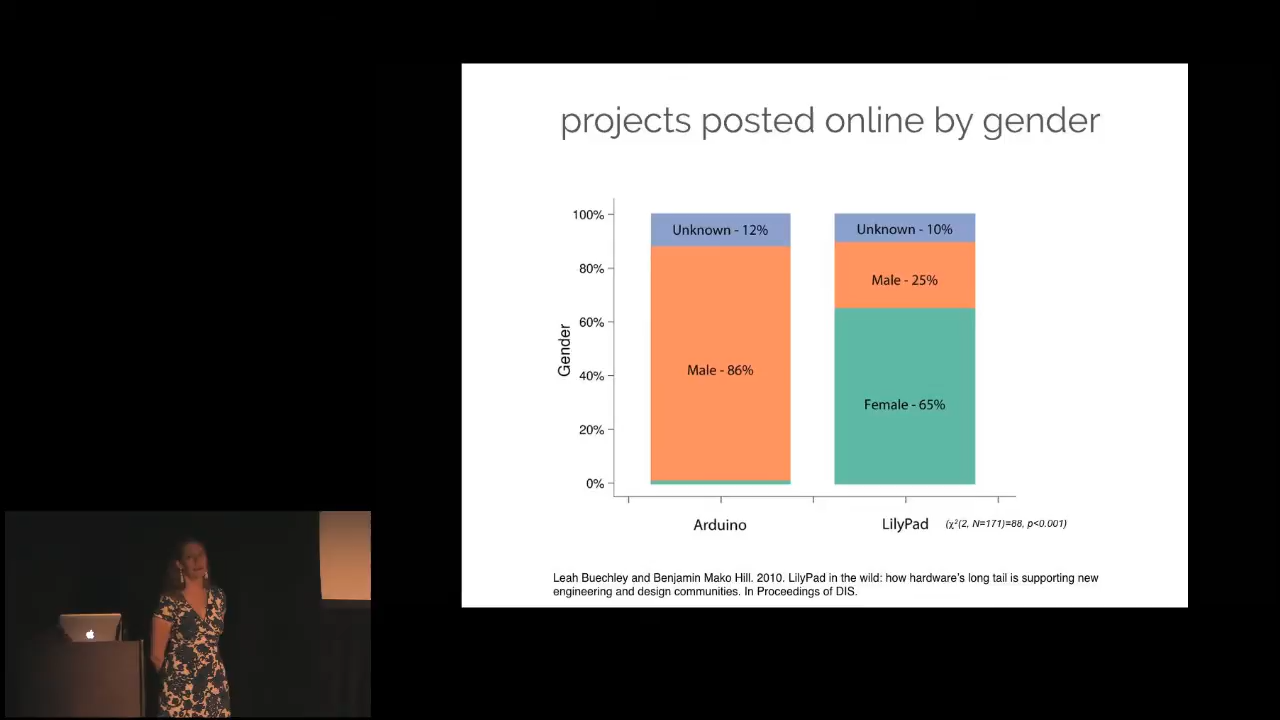 projects posted online by gender
100%
80%
60%
40%
20%
0%
Gender
Unknown - 12%
Male - 86%
Unknown - 10%
Male - 25%
Female - 65%
Arduino
LilyPad
(χ²(2, N=171)=88, p<0.001)
Leah Buechley and Benjamin Mako Hill. 2010. LilyPad in the wild: how hardware's long tail is supporting new
engineering and design communities. In Proceedings of DIS.